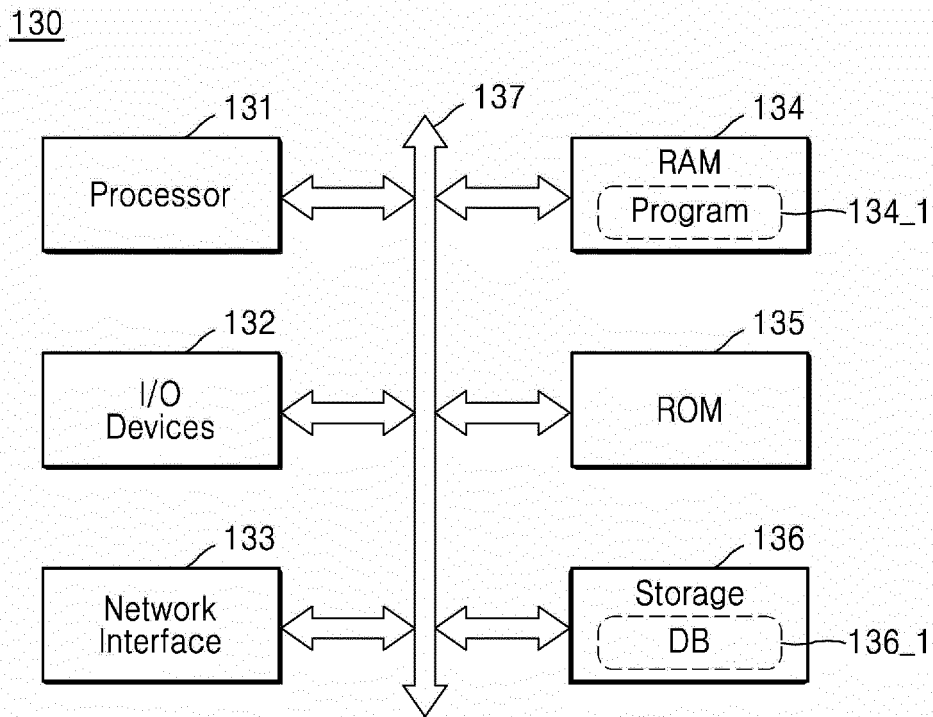 130
131
137
134
Processor
RAM
Program
134_1
132
135
I/O
Devices
ROM
133
136
Network
Interface
Storage
DB
136_1